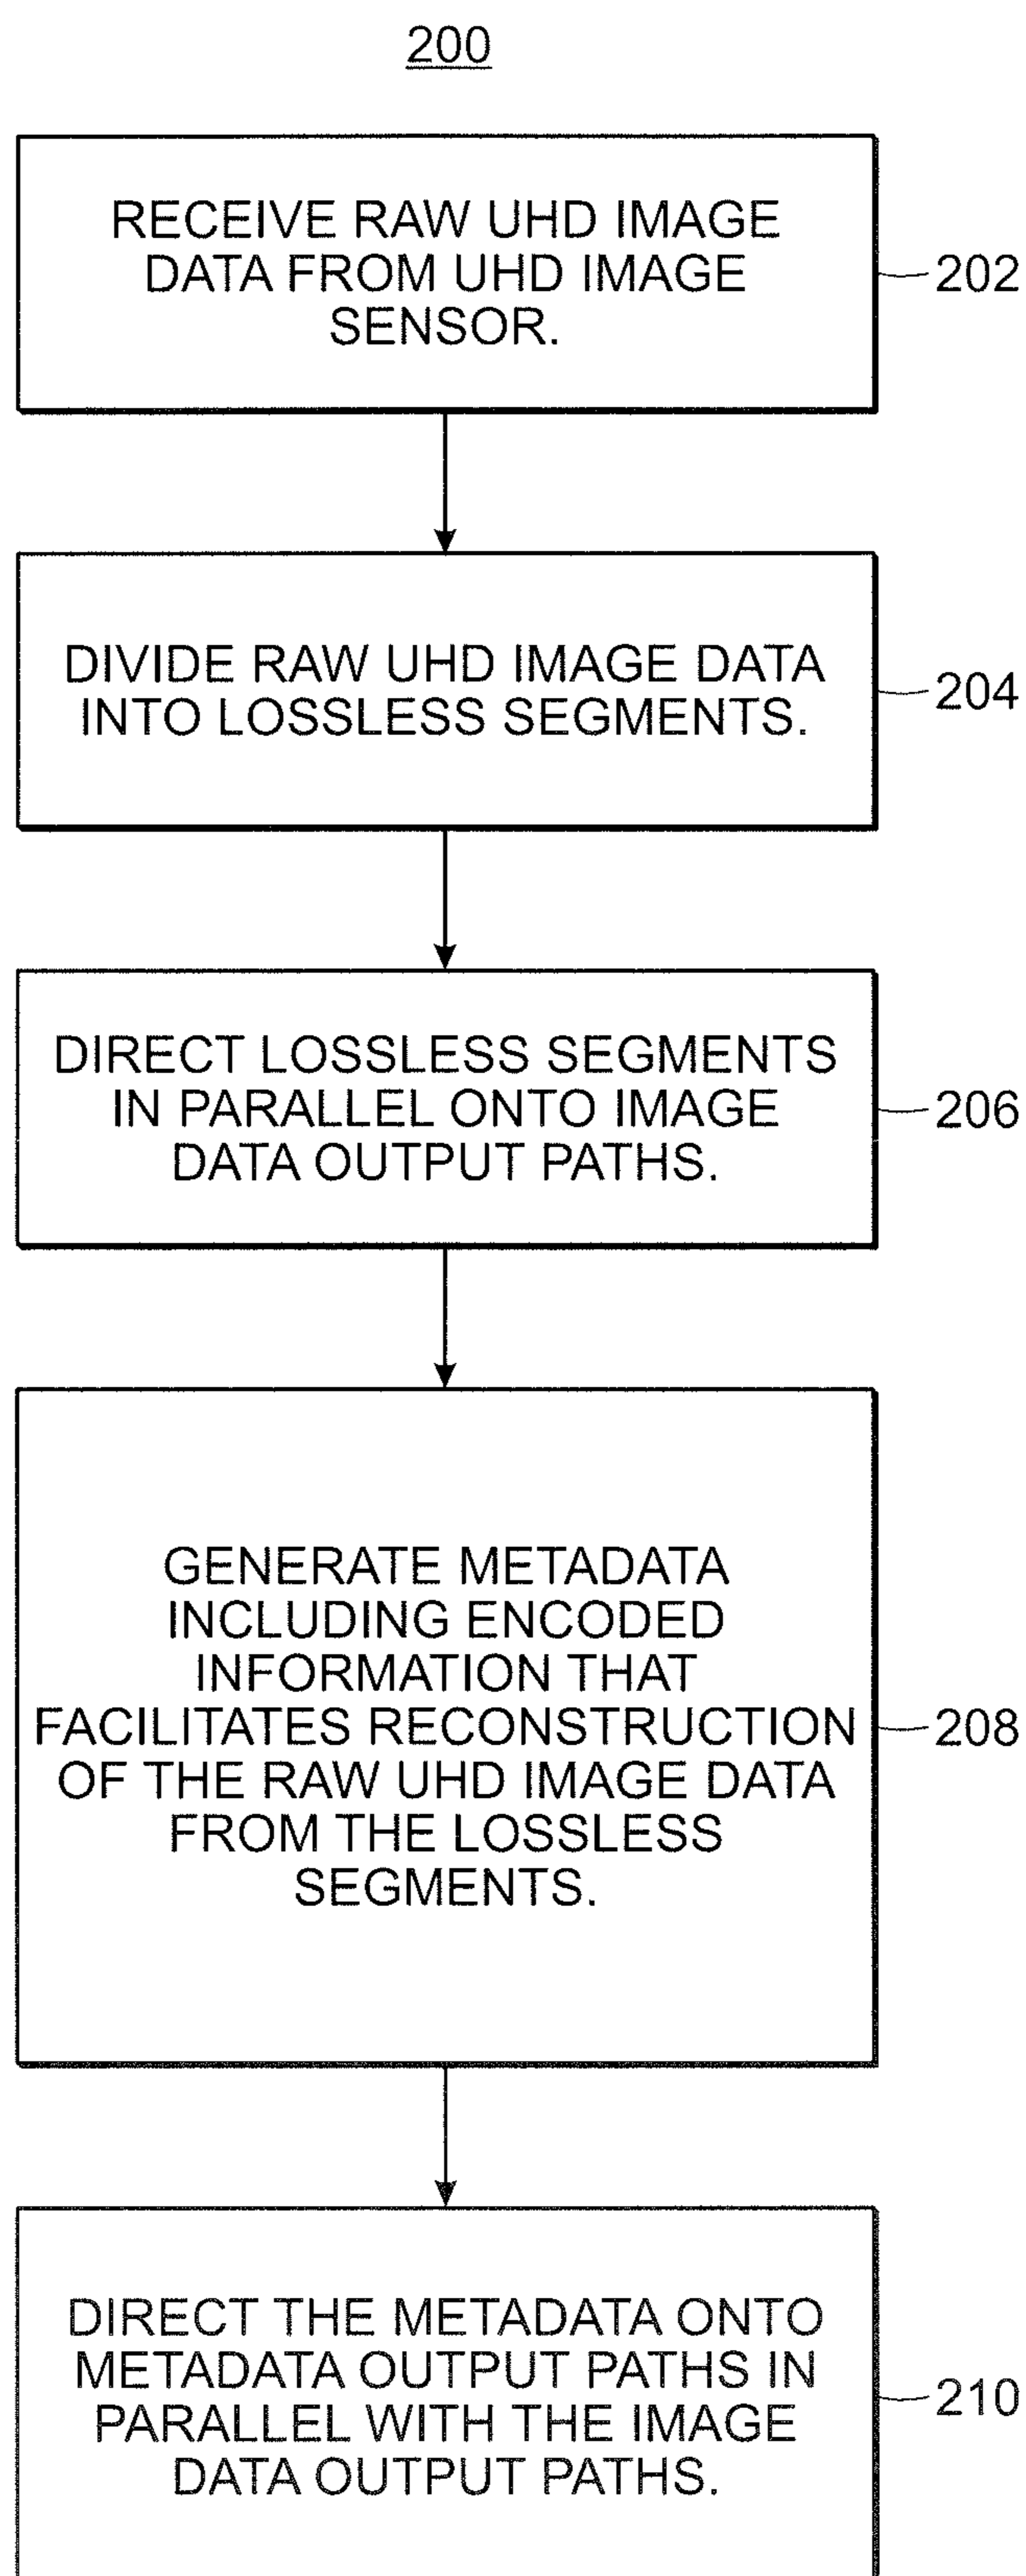 200
RECEIVE RAW UHD IMAGE
DATA FROM UHD IMAGE
SENSOR.
202
DIVIDE RAW UHD IMAGE DATA
INTO LOSSLESS SEGMENTS.
204
DIRECT LOSSLESS SEGMENTS
IN PARALLEL ONTO IMAGE
DATA OUTPUT PATHS.
206
GENERATE METADATA
INCLUDING ENCODED
INFORMATION THAT
FACILITATES RECONSTRUCTION
OF THE RAW UHD IMAGE DATA
FROM THE LOSSLESS
SEGMENTS.
208
DIRECT THE METADATA ONTO
METADATA OUTPUT PATHS IN
PARALLEL WITH THE IMAGE
DATA OUTPUT PATHS.
210